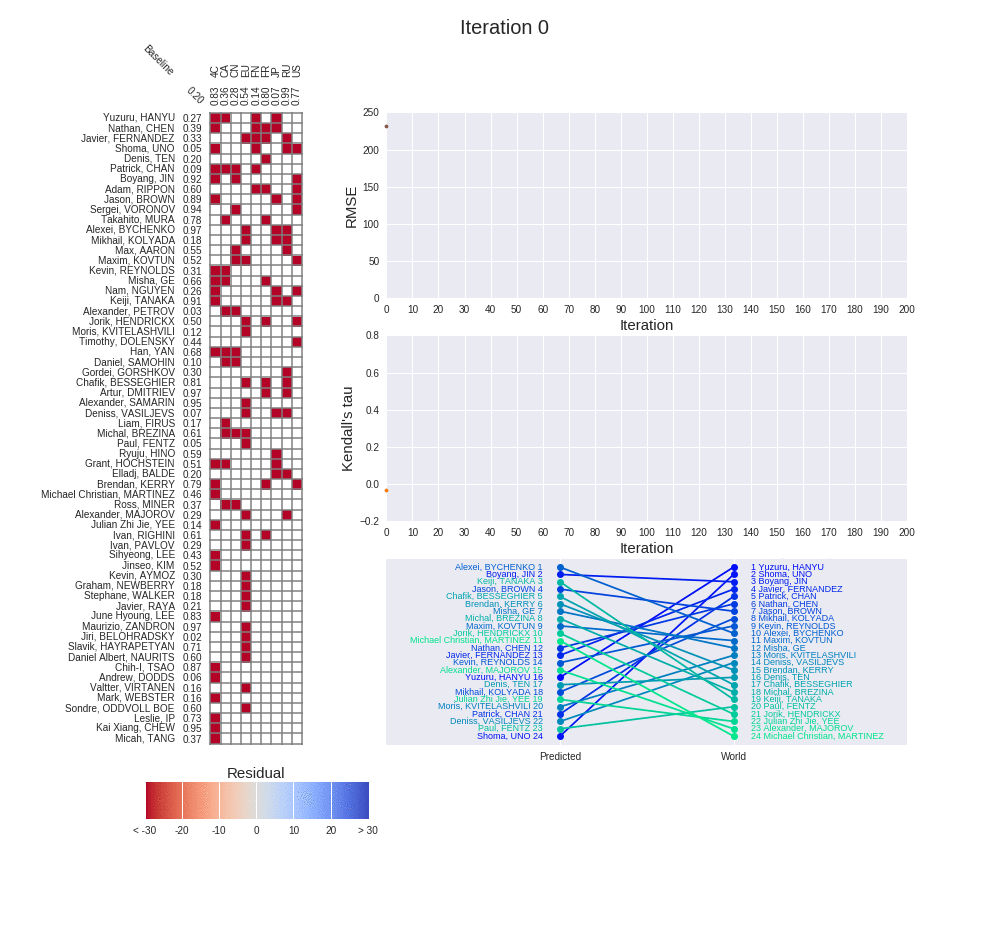 Iteration 0
Baseline
0.20
4C CA CN EU FN FR JP RU US
0.83 0.36 0.28 0.54 0.14 0.80 0.07 0.99 0.77
Yuzuru, HANYU 0.27
Nathan, CHEN 0.39
Javier, FERNANDEZ 0.33
Shoma, UNO 0.05
Denis, TEN 0.20
Patrick, CHAN 0.09
Boyang, JIN 0.92
Adam, RIPPON 0.60
Jason, BROWN 0.89
Sergei, VORONOV 0.94
Takahito, MURA 0.78
Alexei, BYCHENKO 0.97
Mikhail, KOLYADA 0.18
Max, AARON 0.55
Maxim, KOVTUN 0.52
Kevin, REYNOLDS 0.31
Misha, GE 0.66
Nam, NGUYEN 0.26
Keiji, TANAKA 0.91
Alexander, PETROV 0.03
Jorik, HENDRICKX 0.50
Moris, KVITELASHVILI 0.12
Timothy, DOLENSKY 0.44
Han, YAN 0.68
Daniel, SAMOHIN 0.10
Gordei, GORSHKOV 0.30
Chafik, BESSEGHIER 0.81
Artur, DMITRIEV 0.97
Alexander, SAMARIN 0.95
Deniss, VASILJEVS 0.07
Liam, FIRUS 0.17
Michal, BREZINA 0.61
Paul, FENTZ 0.05
Ryuju, HINO 0.59
Grant, HOCHSTEIN 0.51
Elladj, BALDE 0.20
Brendan, KERRY 0.79
Michael Christian, MARTINEZ 0.46
Ross, MINER 0.37
Alexander, MAJOROV 0.29
Julian Zhi Jie, YEE 0.14
Ivan, RIGHINI 0.61
Ivan, PAVLOV 0.29
Sihyeong, LEE 0.43
Jinseo, KIM 0.52
Kevin, AYMOZ 0.30
Graham, NEWBERRY 0.18
Stephane, WALKER 0.18
Javier, RAYA 0.21
June Hyoung, LEE 0.83
Maurizio, ZANDRON 0.97
Jiri, BELOHRADSKY 0.02
Slavik, HAYRAPETYAN 0.71
Daniel Albert, NAURITS 0.60
Chih-I, TSAO 0.87
Andrew, DODDS 0.06
Valtter, VIRTANEN 0.16
Mark, WEBSTER 0.16
Sondre, ODDVOLL BOE 0.60
Leslie, IP 0.73
Kai Xiang, CHEW 0.95
Micah, TANG 0.37
Residual
< -30 -20 -10 0 10 20 > 30
RMSE
250
200
150
100
50
0
0 10 20 30 40 50 60 70 80 90 100 110 120 130 140 150 160 170 180 190 200
Iteration
Kendall's tau
0.8
0.6
0.4
0.2
0.0
−0.2
0 10 20 30 40 50 60 70 80 90 100 110 120 130 140 150 160 170 180 190 200
Iteration
Alexei, BYCHENKO 1
Boyang, JIN 2
Keiji, TANAKA 3
Jason, BROWN 4
Chafik, BESSEGHIER 5
Brendan, KERRY 6
Misha, GE 7
Michal, BREZINA 8
Maxim, KOVTUN 9
Jorik, HENDRICKX 10
Michael Christian, MARTINEZ 11
Nathan, CHEN 12
Javier, FERNANDEZ 13
Kevin, REYNOLDS 14
Alexander, MAJOROV 15
Yuzuru, HANYU 16
Denis, TEN 17
Mikhail, KOLYADA 18
Julian Zhi Jie, YEE 19
Moris, KVITELASHVILI 20
Patrick, CHAN 21
Deniss, VASILJEVS 22
Paul, FENTZ 23
Shoma, UNO 24
1 Yuzuru, HANYU
2 Shoma, UNO
3 Boyang, JIN
4 Javier, FERNANDEZ
5 Patrick, CHAN
6 Nathan, CHEN
7 Jason, BROWN
8 Mikhail, KOLYADA
9 Kevin, REYNOLDS
10 Alexei, BYCHENKO
11 Maxim, KOVTUN
12 Misha, GE
13 Moris, KVITELASHVILI
14 Deniss, VASILJEVS
15 Brendan, KERRY
16 Denis, TEN
17 Chafik, BESSEGHIER
18 Michal, BREZINA
19 Keiji, TANAKA
20 Paul, FENTZ
21 Jorik, HENDRICKX
22 Julian Zhi Jie, YEE
23 Alexander, MAJOROV
24 Michael Christian, MARTINEZ
Predicted World